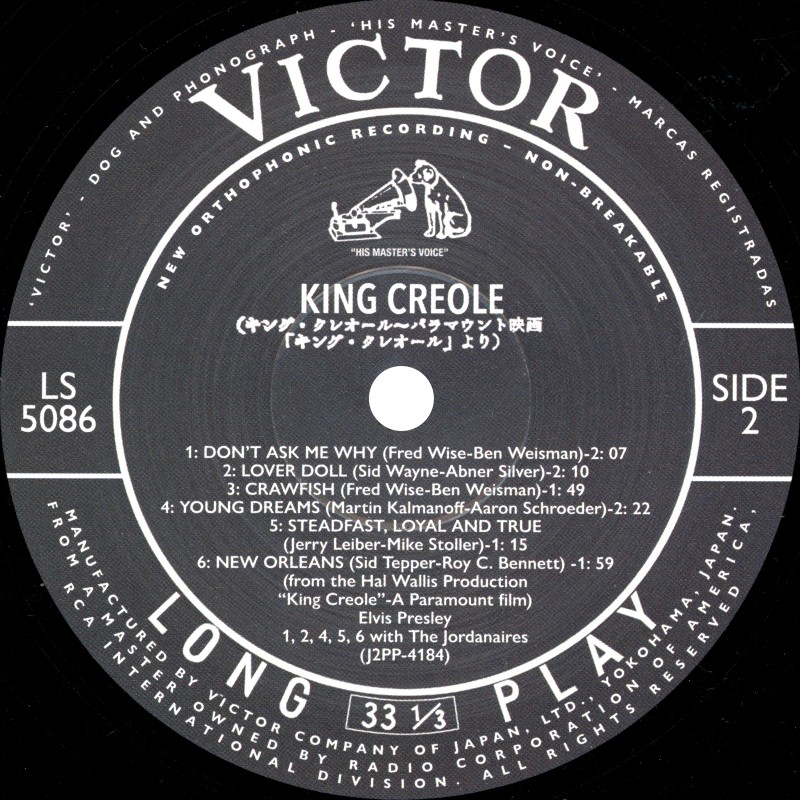 'VICTOR' - DOG AND PHONOGRAPH - 'HIS MASTER'S VOICE' - MARCAS REGISTRADAS
VICTOR
NEW ORTHOPHONIC RECORDING - NON-BREAKABLE
"HIS MASTER'S VOICE"
KING CREOLE
(キング・クレオール〜パラマウント映画
「キング・クレオール」より)
LS
5086
SIDE
2
1: DON'T ASK ME WHY (Fred Wise-Ben Weisman)-2: 07
2: LOVER DOLL (Sid Wayne-Abner Silver)-2: 10
3: CRAWFISH (Fred Wise-Ben Weisman)-1: 49
4: YOUNG DREAMS (Martin Kalmanoff-Aaron Schroeder)-2: 22
5: STEADFAST, LOYAL AND TRUE
(Jerry Leiber-Mike Stoller)-1: 15
6: NEW ORLEANS (Sid Tepper-Roy C. Bennett) -1: 59
(from the Hal Wallis Production
"King Creole"-A Paramount film)
Elvis Presley
1, 2, 4, 5, 6 with The Jordanaires
(J2PP-4184)
LONG 33 1/3 PLAY
MANUFACTURED BY VICTOR COMPANY OF JAPAN, LTD., YOKOHAMA, JAPAN.
FROM A MASTER OWNED BY RADIO CORPORATION OF AMERICA,
RCA INTERNATIONAL DIVISION. ALL RIGHTS RESERVED